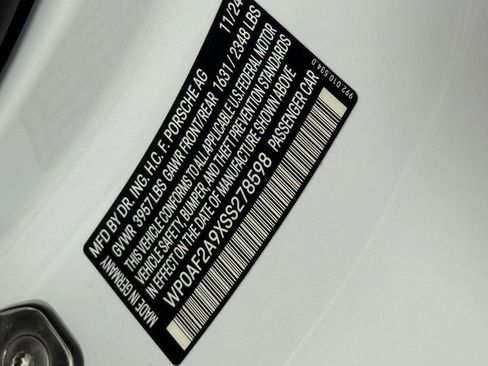 MFD BY DR. ING. H.C. F. PORSCHE AG 11/24
GVWR 3957 LBS GAWR FRONT/REAR 1631/2348 LBS
THIS VEHICLE CONFORMS TO ALL APPLICABLE US FEDERAL MOTOR
VEHICLE SAFETY, BUMPER, AND THEFT PREVENTION STANDARDS
IN EFFECT ON THE DATE OF MANUFACTURE SHOWN ABOVE
WP0AF2A9XSS278598 PASSENGER CAR
MADE IN GERMANY
992.010.534.D